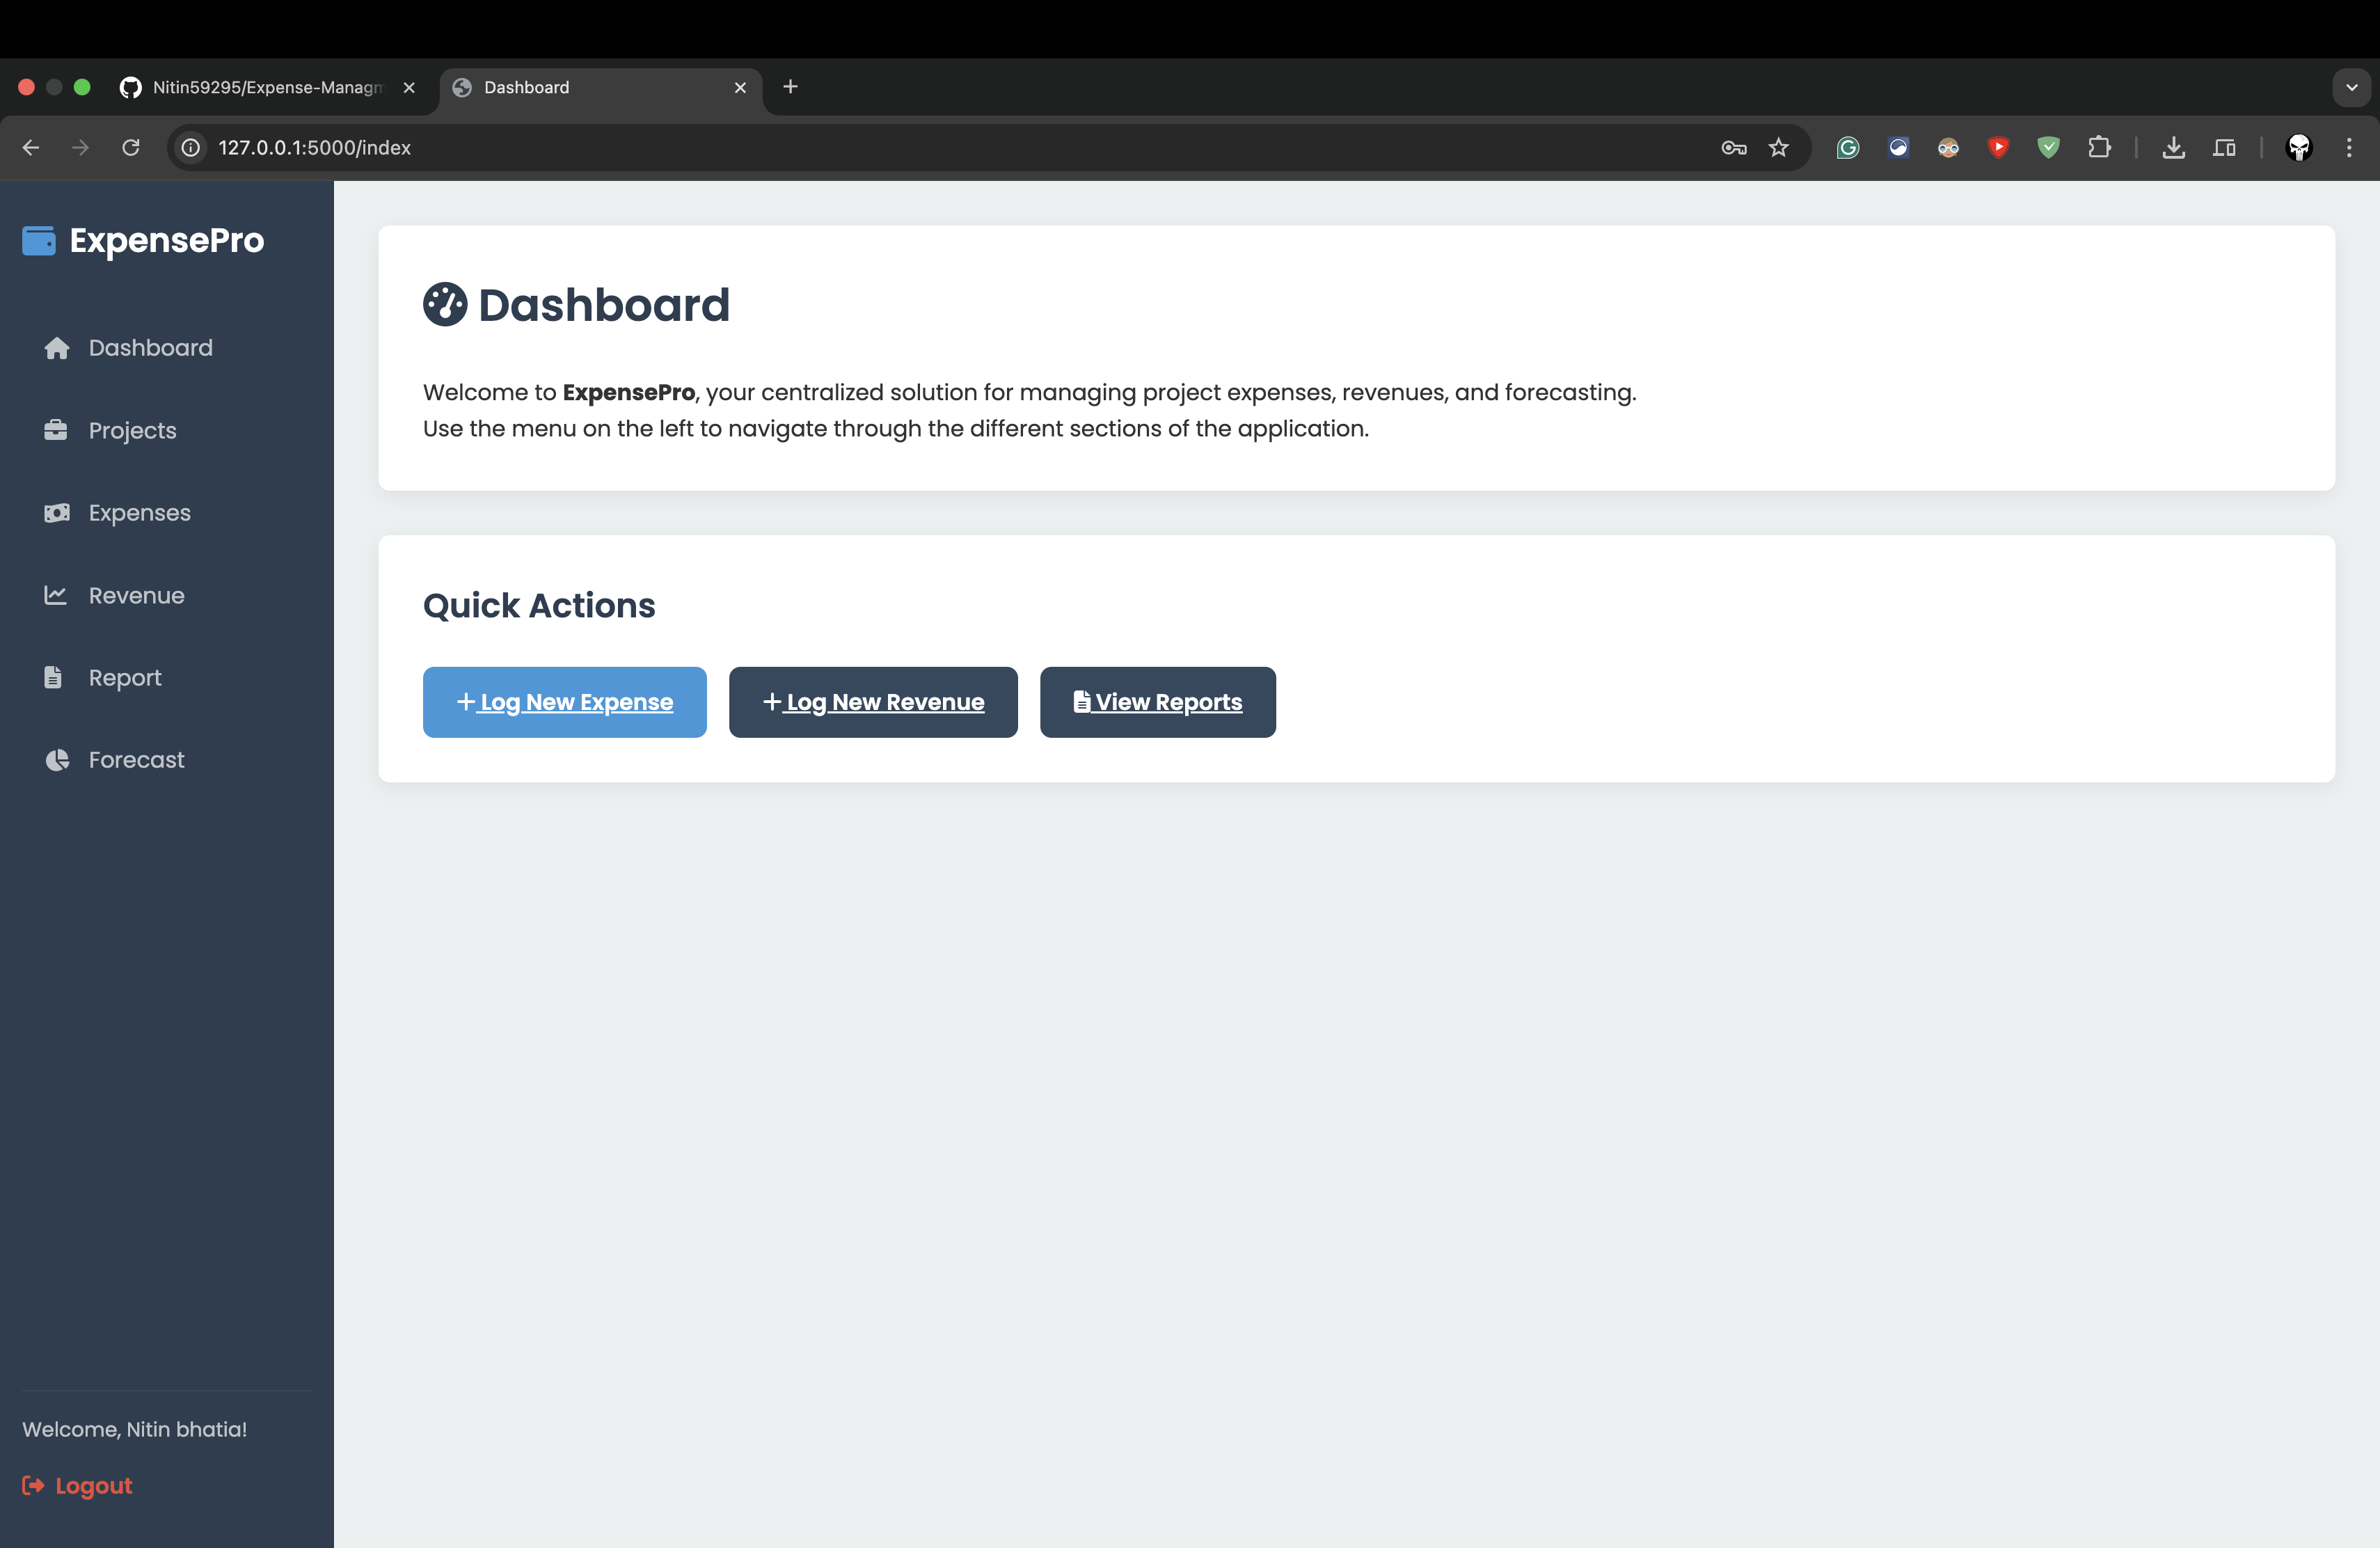 Nitin59295/Expense-Managm
Dashboard
127.0.0.1:5000/index
ExpensePro
Dashboard
Projects
Expenses
Revenue
Report
Forecast
Welcome, Nitin bhatia!
Logout
Dashboard
Welcome to ExpensePro, your centralized solution for managing project expenses, revenues, and forecasting.
Use the menu on the left to navigate through the different sections of the application.
Quick Actions
Log New Expense
Log New Revenue
View Reports